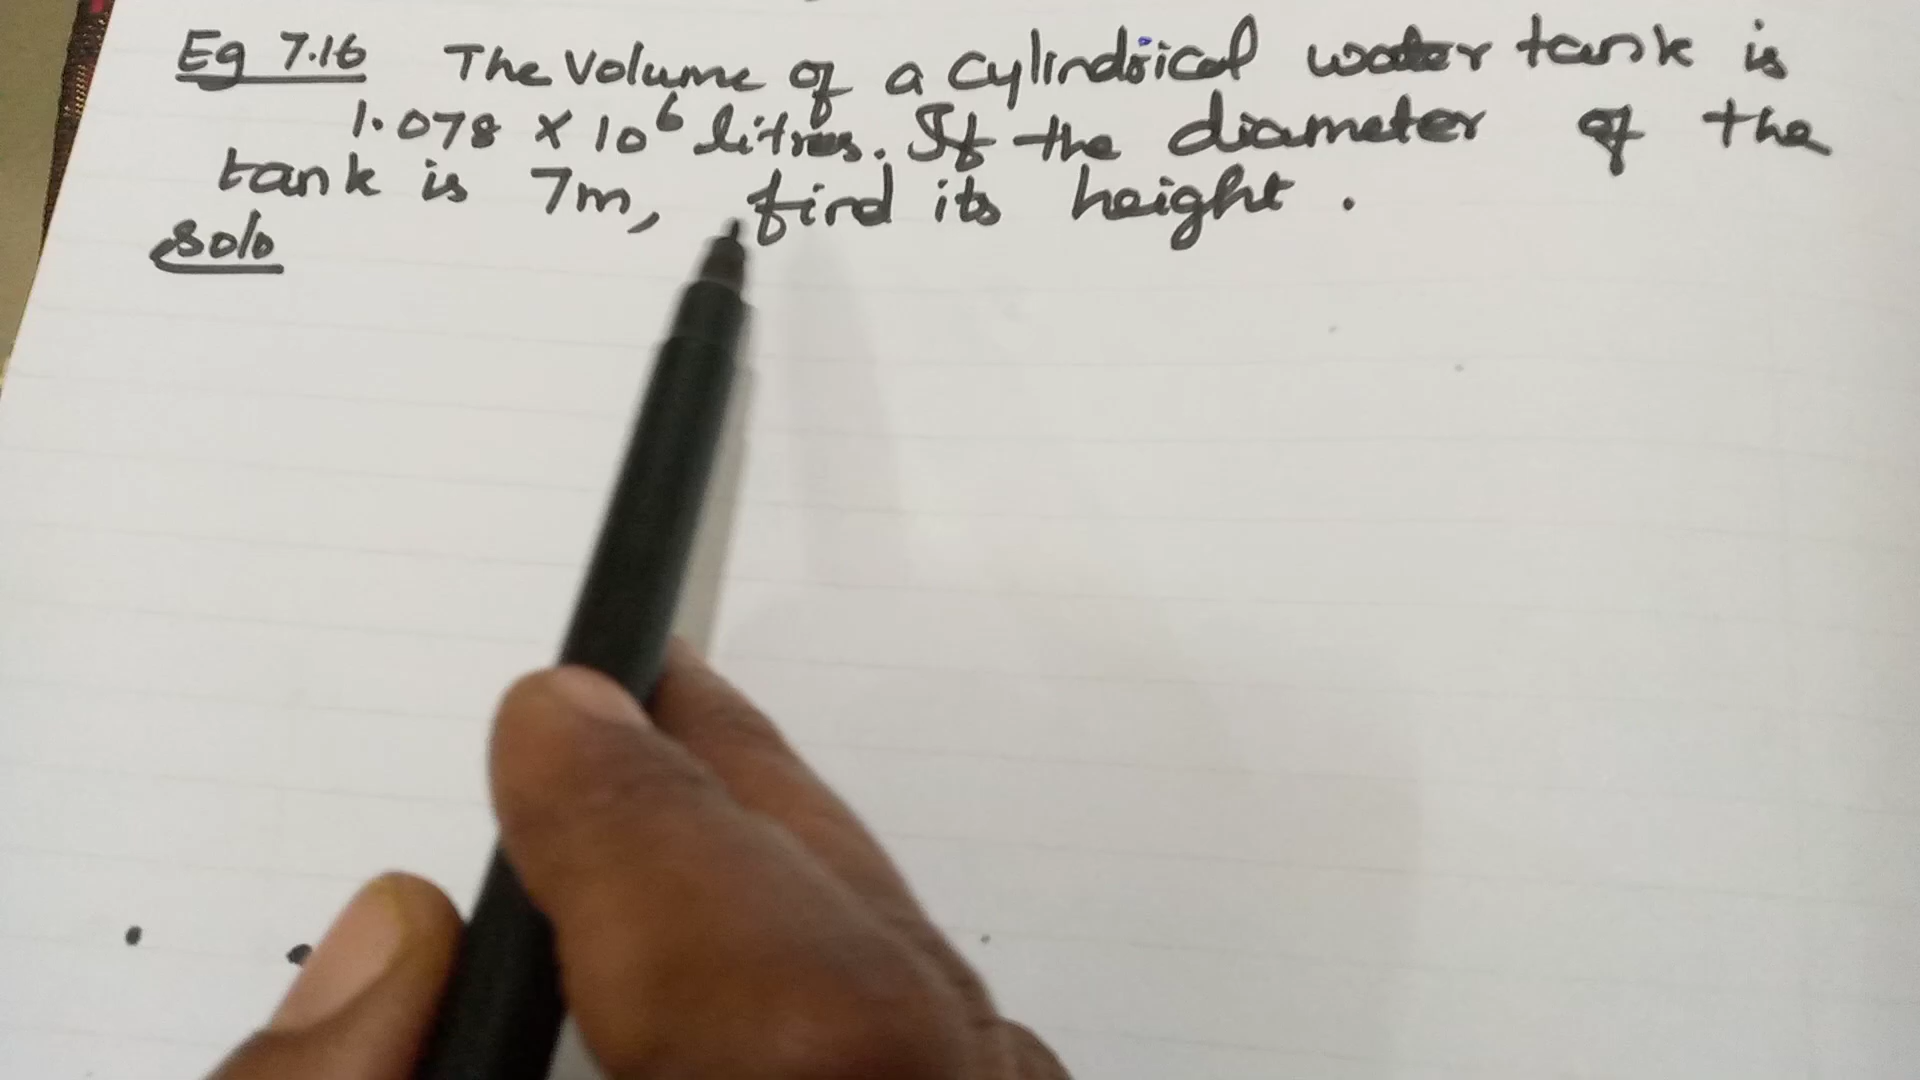 Eg 7.16 The Volume of a cylindrical water tank is
1.078 × 10⁶ litres. If the diameter of the
tank is 7m, find its height.
Soln